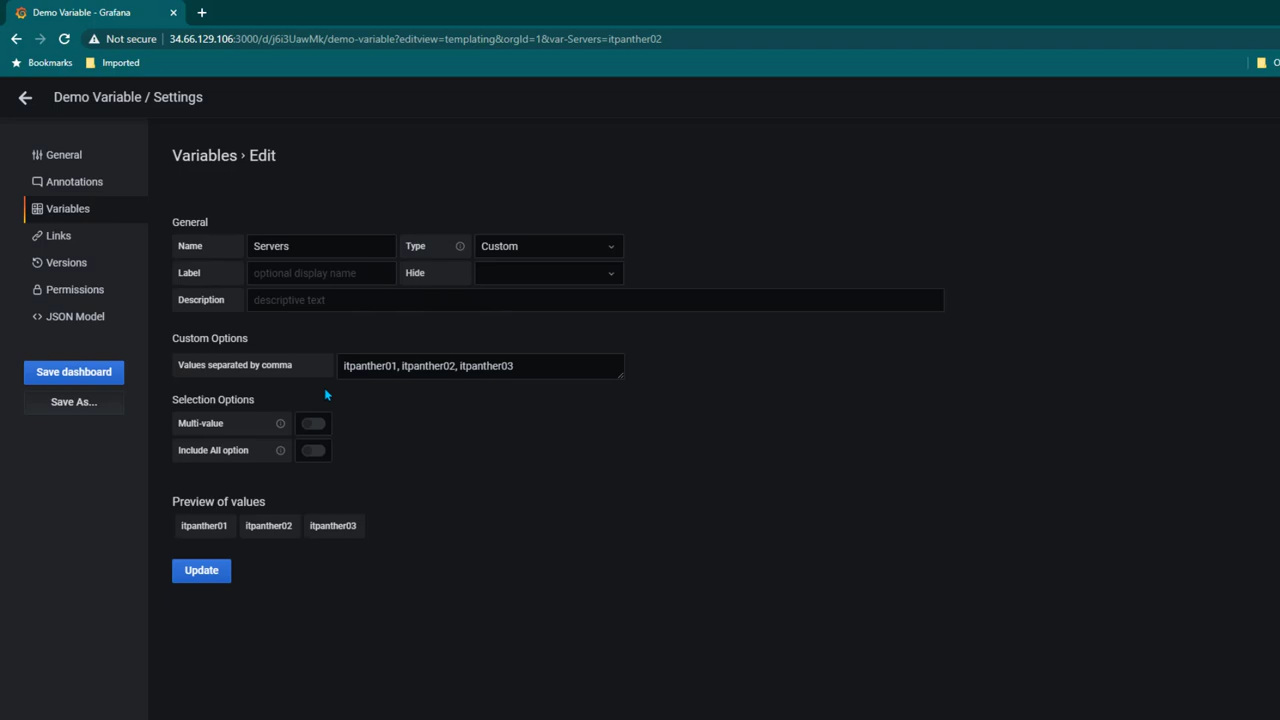 Demo Variable - Grafana
Not secure 34.66.129.106:3000/d/j6i3UawMk/demo-variable?editview=templating&orgId=1&var-Servers=itpanther02
Bookmarks Imported O
Demo Variable / Settings
General
Annotations
Variables
Links
Versions
Permissions
JSON Model
Save dashboard
Save As...
Variables › Edit
General
Name Servers Type Custom
Label optional display name Hide
Description descriptive text
Custom Options
Values separated by comma itpanther01, itpanther02, itpanther03
Selection Options
Multi-value
Include All option
Preview of values
itpanther01 itpanther02 itpanther03
Update